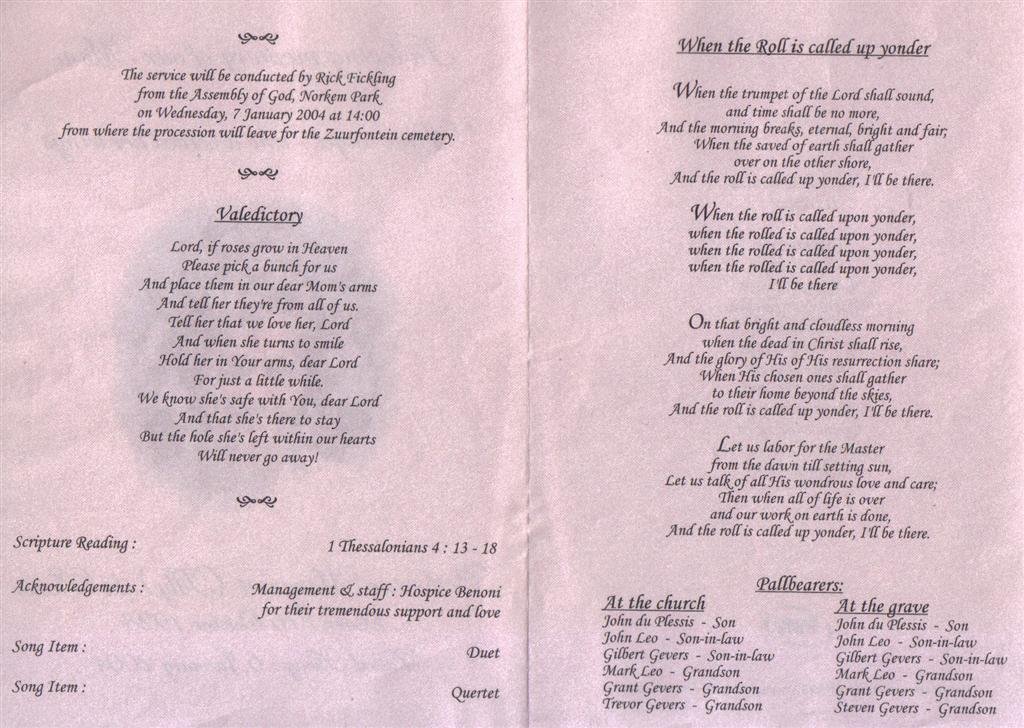 The service will be conducted by Rick Fickling
from the Assembly of God, Norkem Park
on Wednesday, 7 January 2004 at 14:00
from where the procession will leave for the Zuurfontein cemetery.
Valedictory
Lord, if roses grow in Heaven
Please pick a bunch for us
And place them in our dear Mom's arms
And tell her they're from all of us.
Tell her that we love her, Lord
And when she turns to smile
Hold her in Your arms, dear Lord
For just a little while.
We know she's safe with You, dear Lord
And that she's there to stay
But the hole she's left within our hearts
Will never go away!
Scripture Reading : 1 Thessalonians 4 : 13 - 18
Acknowledgements : Management & staff : Hospice Benoni
for their tremendous support and love
Song Item : Duet
Song Item : Quertet
When the Roll is called up yonder
When the trumpet of the Lord shall sound,
and time shall be no more,
And the morning breaks, eternal, bright and fair;
When the saved of earth shall gather
over on the other shore,
And the roll is called up yonder, I'll be there.
When the roll is called upon yonder,
when the rolled is called upon yonder,
when the rolled is called upon yonder,
when the rolled is called upon yonder,
I'll be there
On that bright and cloudless morning
when the dead in Christ shall rise,
And the glory of His of His resurrection share;
When His chosen ones shall gather
to their home beyond the skies,
And the roll is called up yonder, I'll be there.
Let us labor for the Master
from the dawn till setting sun,
Let us talk of all His wondrous love and care;
Then when all of life is over
and our work on earth is done,
And the roll is called up yonder, I'll be there.
Pallbearers:
At the church
John du Plessis - Son
John Leo - Son-in-law
Gilbert Gevers - Son-in-law
Mark Leo - Grandson
Grant Gevers - Grandson
Trevor Gevers - Grandson
At the grave
John du Plessis - Son
John Leo - Son-in-law
Gilbert Gevers - Son-in-law
Mark Leo - Grandson
Grant Gevers - Grandson
Steven Gevers - Grandson